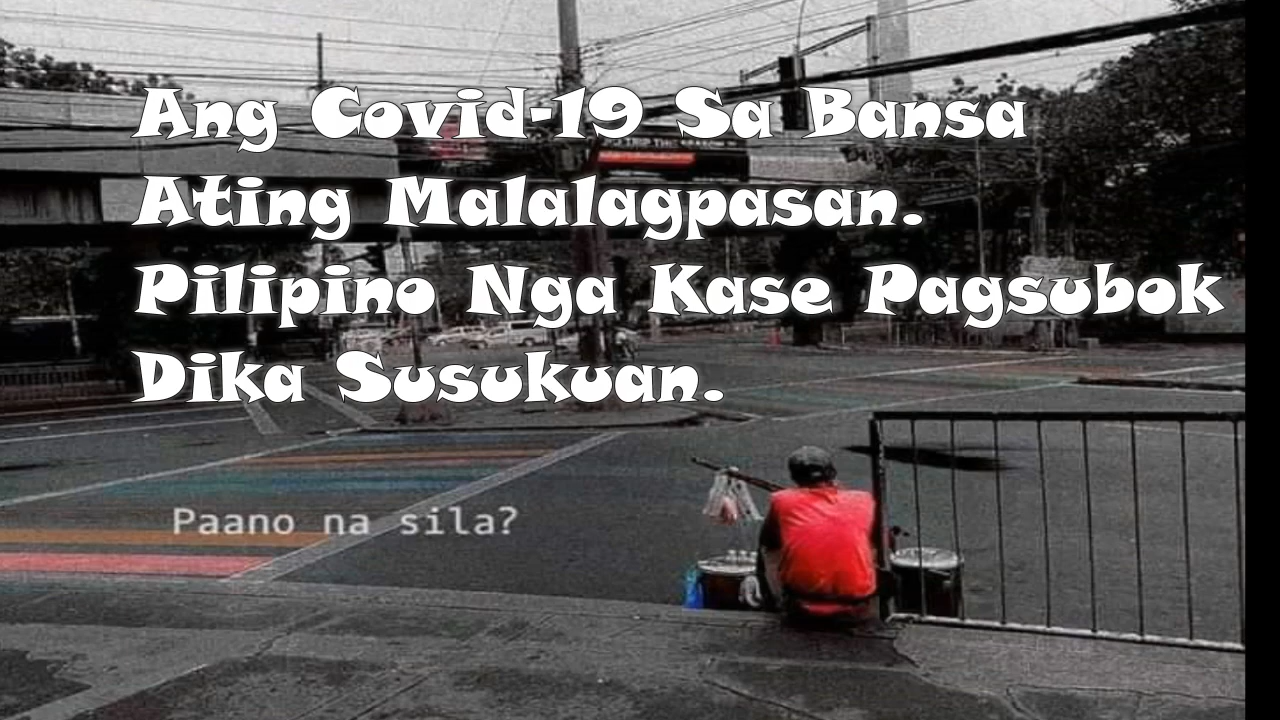 Ang Covid-19 Sa Bansa
Ating Malalagpasan.
Pilipino Nga Kase Pagsubok
Dika Susukuan.
Paano na sila?